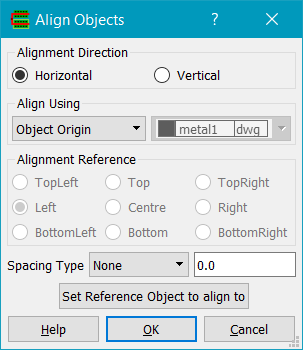 Align Objects ? ×
Alignment Direction
Horizontal Vertical
Align Using
Object Origin metal1 dwg
Alignment Reference
TopLeft Top TopRight
Left Centre Right
BottomLeft Bottom BottomRight
Spacing Type None 0.0
Set Reference Object to align to
Help OK Cancel